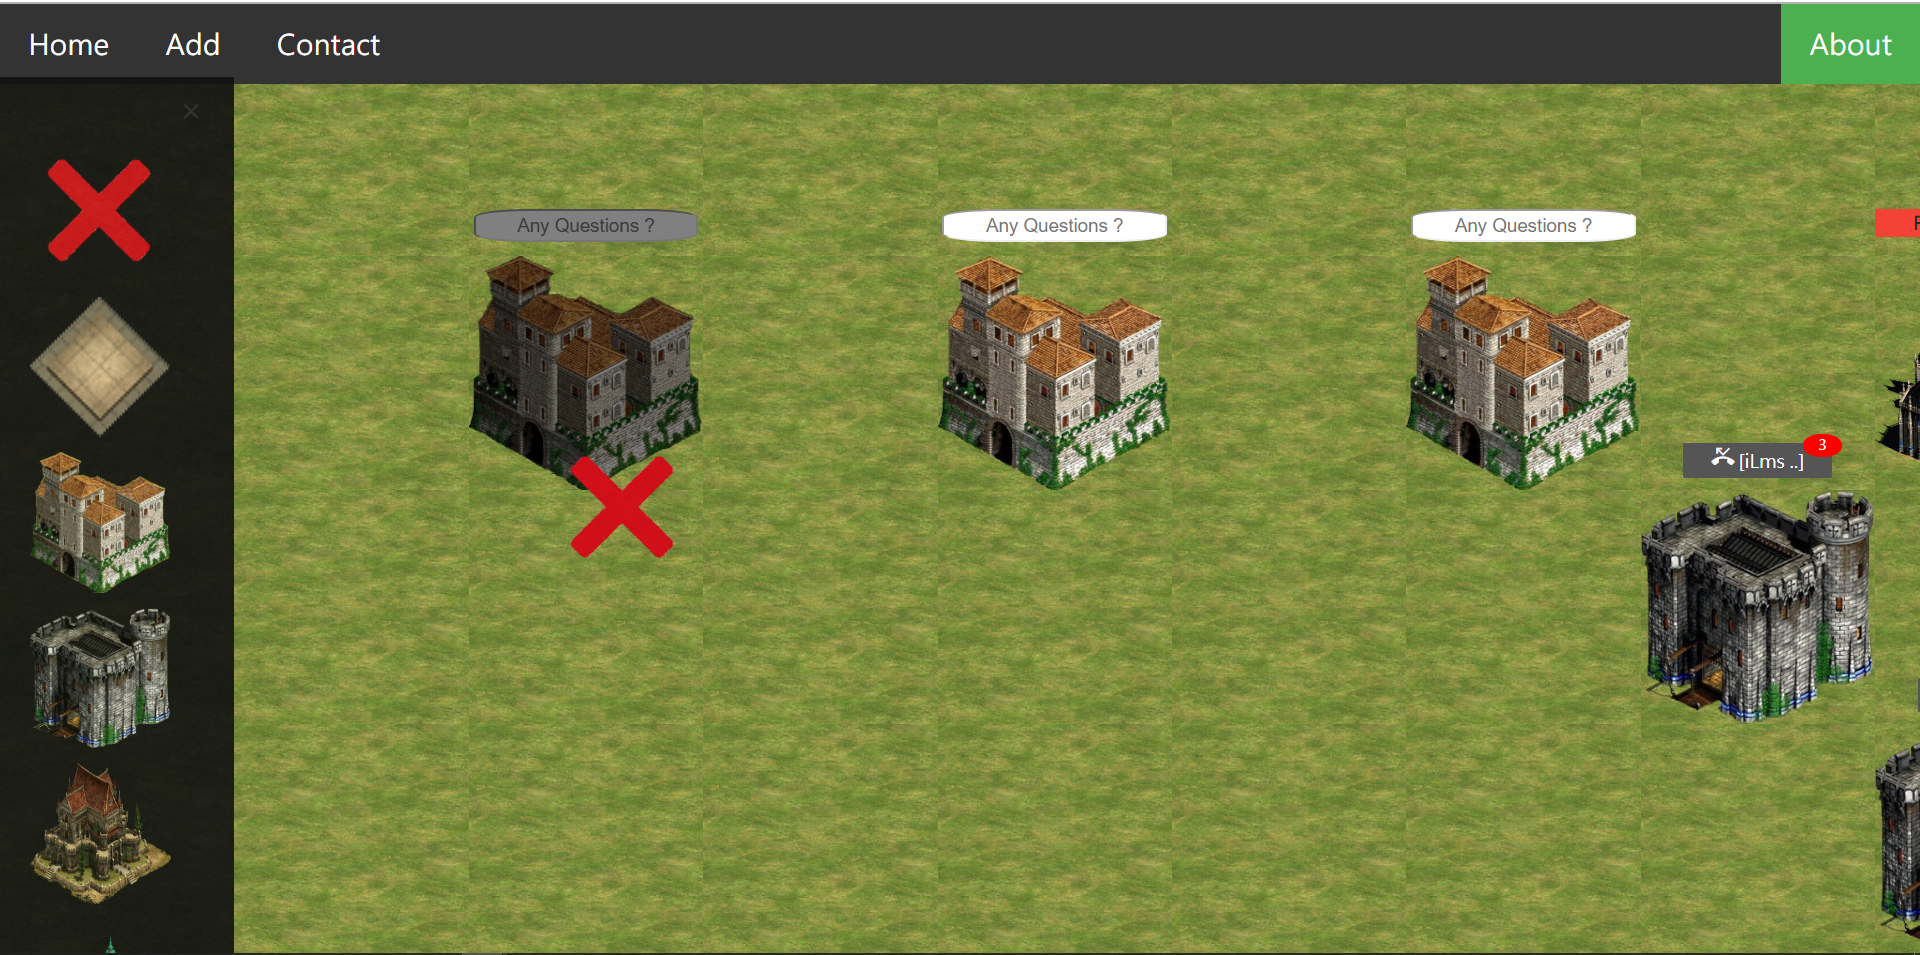 Home Add Contact About
Any Questions ?
Any Questions ?
Any Questions ?
3
[iLms ..]